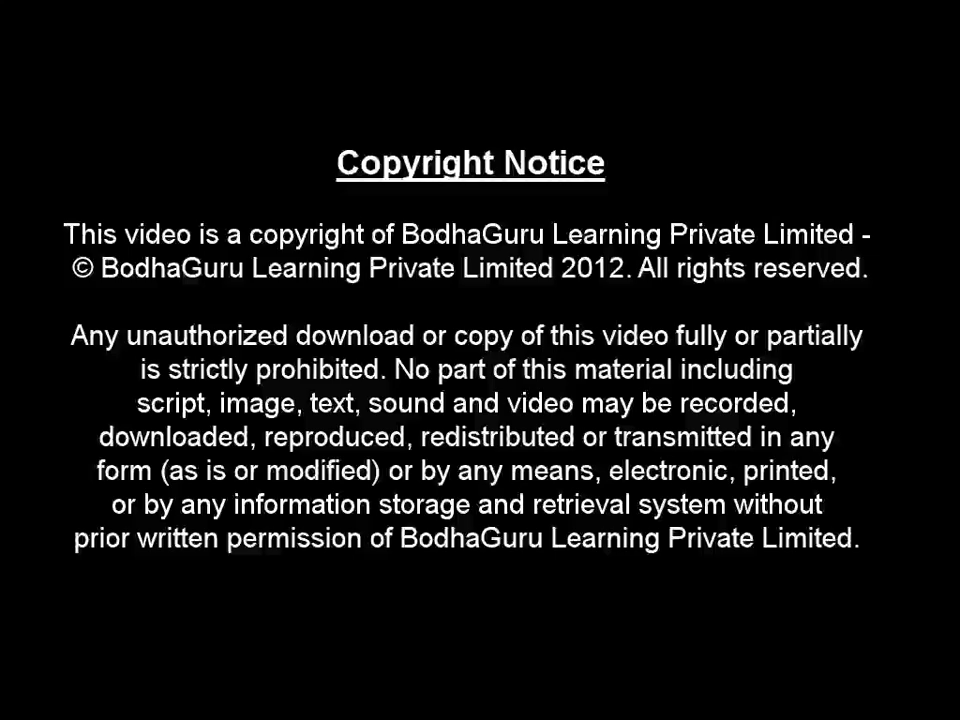 Copyright Notice
This video is a copyright of BodhaGuru Learning Private Limited -
© BodhaGuru Learning Private Limited 2012. All rights reserved.
Any unauthorized download or copy of this video fully or partially
is strictly prohibited. No part of this material including
script, image, text, sound and video may be recorded,
downloaded, reproduced, redistributed or transmitted in any
form (as is or modified) or by any means, electronic, printed,
or by any information storage and retrieval system without
prior written permission of BodhaGuru Learning Private Limited.